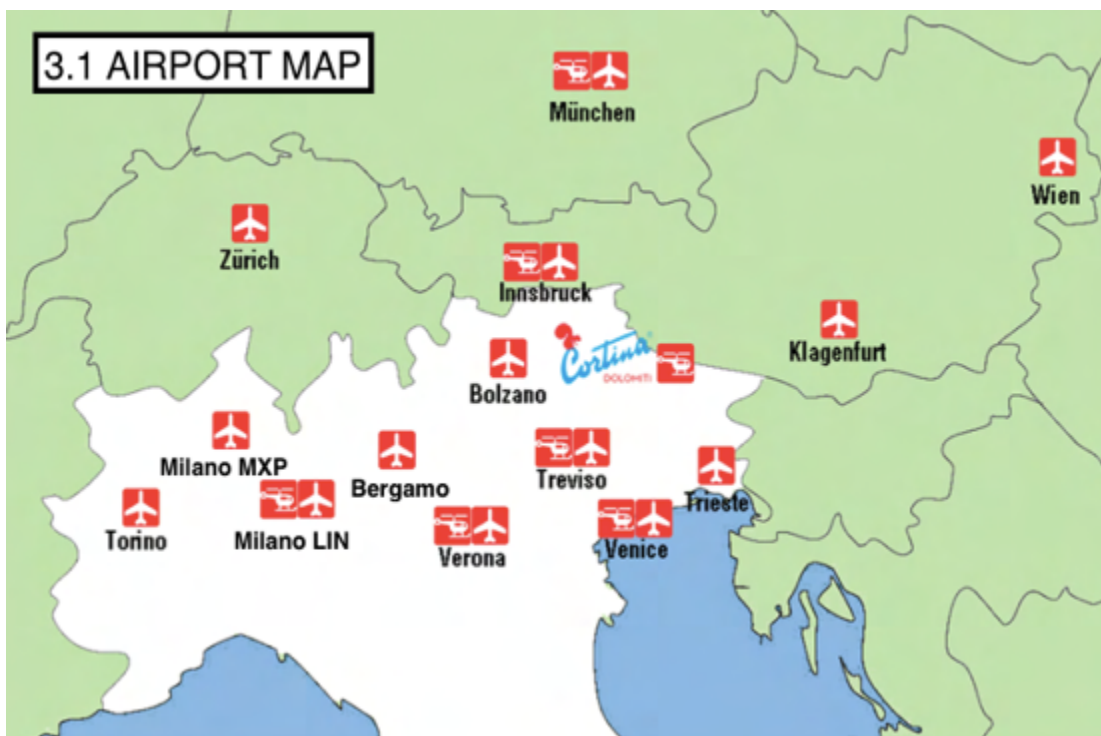 3.1 AIRPORT MAP
München
Wien
Zürich
Innsbruck
Cortina
DOLOMITI
Klagenfurt
Bolzano
Milano MXP
Bergamo
Treviso
Trieste
Torino
Milano LIN
Verona
Venice